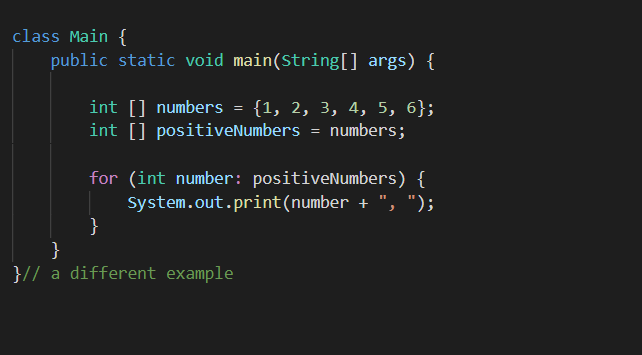 class Main {
    public static void main(String[] args) {
        int [] numbers = {1, 2, 3, 4, 5, 6};
        int [] positiveNumbers = numbers;
        for (int number: positiveNumbers) {
            System.out.print(number + ", ");
        }
    }
}// a different example